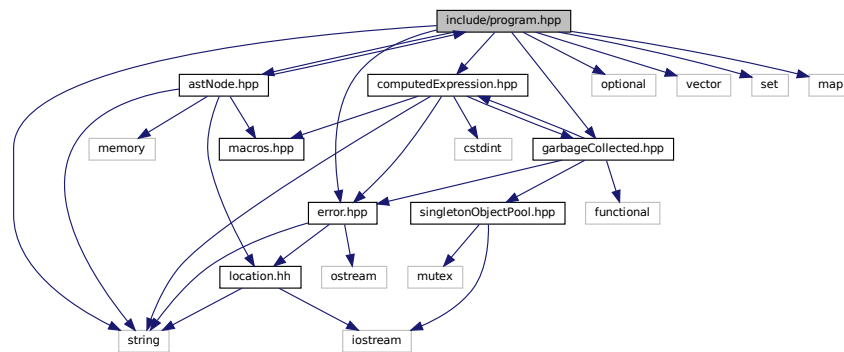 include/program.hpp
astNode.hpp
computedExpression.hpp
optional
vector
set
map
memory
macros.hpp
cstdint
garbageCollected.hpp
error.hpp
singletonObjectPool.hpp
functional
location.hh
ostream
mutex
string
iostream